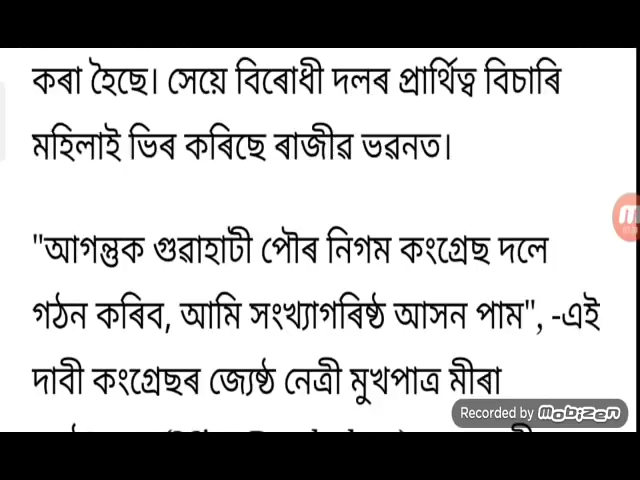 কৰা হৈছে। সেয়ে বিৰোধী দলৰ প্ৰাৰ্থিত্ব বিচাৰি
মহিলাই ভিৰ কৰিছে ৰাজীৱ ভৱনত।
"আগন্তুক গুৱাহাটী পৌৰ নিগম কংগ্ৰেছ দলে
গঠন কৰিব, আমি সংখ্যাগৰিষ্ঠ আসন পাম", -এই
দাবী কংগ্ৰেছৰ জ্যেষ্ঠ নেত্ৰী মুখপাত্ৰ মীৰা
Recorded by Mobizen